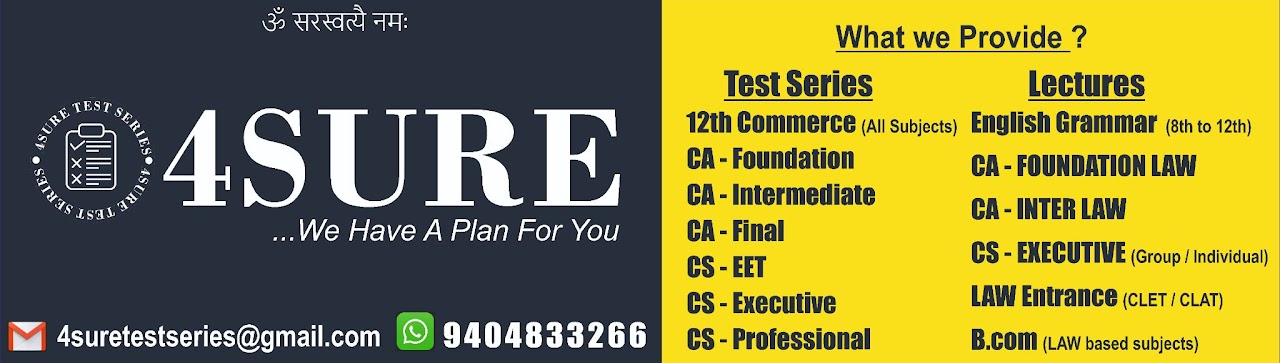 ॐ सरस्वत्यै नमः
4SURE TEST SERIES • 4SURE TEST SERIES •
4SURE
...We Have A Plan For You
4suretestseries@gmail.com
9404833266
What we Provide ?
Test Series
12th Commerce (All Subjects)
CA - Foundation
CA - Intermediate
CA - Final
CS - EET
CS - Executive
CS - Professional
Lectures
English Grammar (8th to 12th)
CA - FOUNDATION LAW
CA - INTER LAW
CS - EXECUTIVE (Group / Individual)
LAW Entrance (CLET / CLAT)
B.com (LAW based subjects)